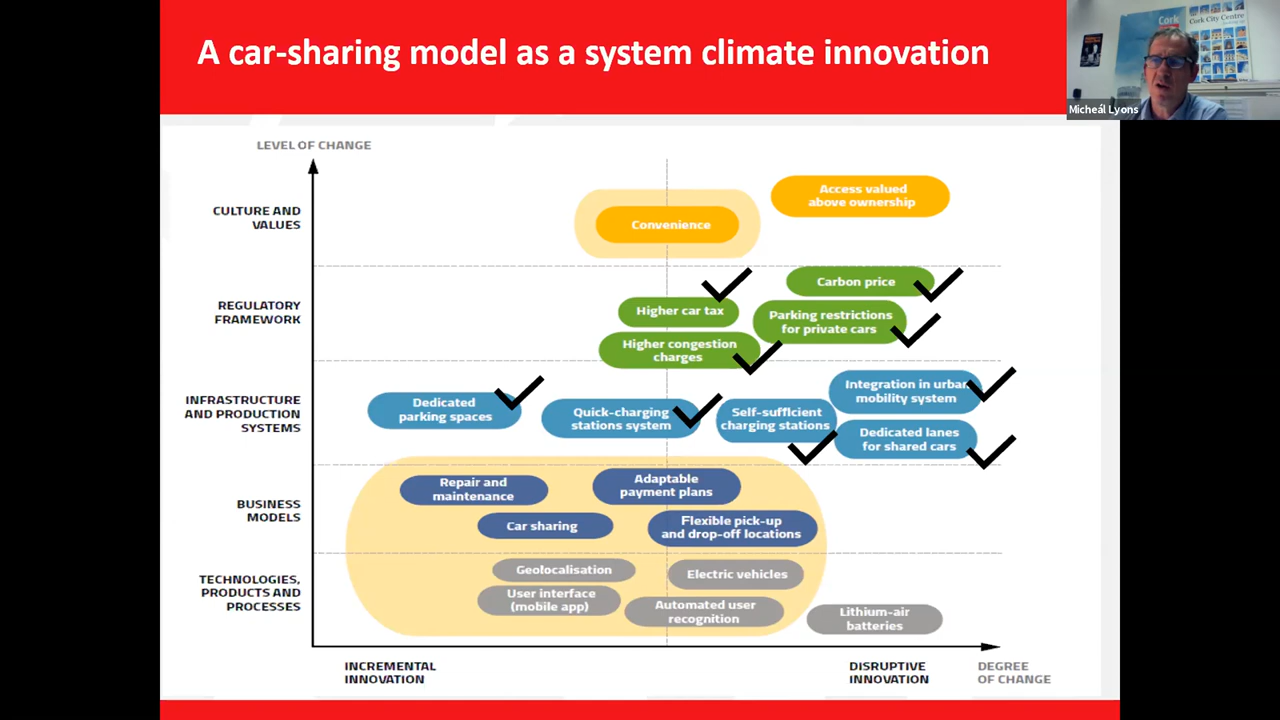 A car-sharing model as a system climate innovation
Cork
Cork City Centre
Micheál Lyons
LEVEL OF CHANGE
CULTURE AND
VALUES
Convenience
Access valued
above ownership
REGULATORY
FRAMEWORK
Higher car tax
Higher congestion
charges
Carbon price
Parking restrictions
for private cars
INFRASTRUCTURE
AND PRODUCTION
SYSTEMS
Dedicated
parking spaces
Quick-charging
stations system
Self-sufficient
charging stations
Integration in urban
mobility system
Dedicated lanes
for shared cars
BUSINESS
MODELS
Repair and
maintenance
Adaptable
payment plans
Car sharing
Flexible pick-up
and drop-off locations
TECHNOLOGIES,
PRODUCTS AND
PROCESSES
Geolocalisation
Electric vehicles
User interface
(mobile app)
Automated user
recognition
Lithium-air
batteries
INCREMENTAL
INNOVATION
DISRUPTIVE
INNOVATION
DEGREE
OF CHANGE